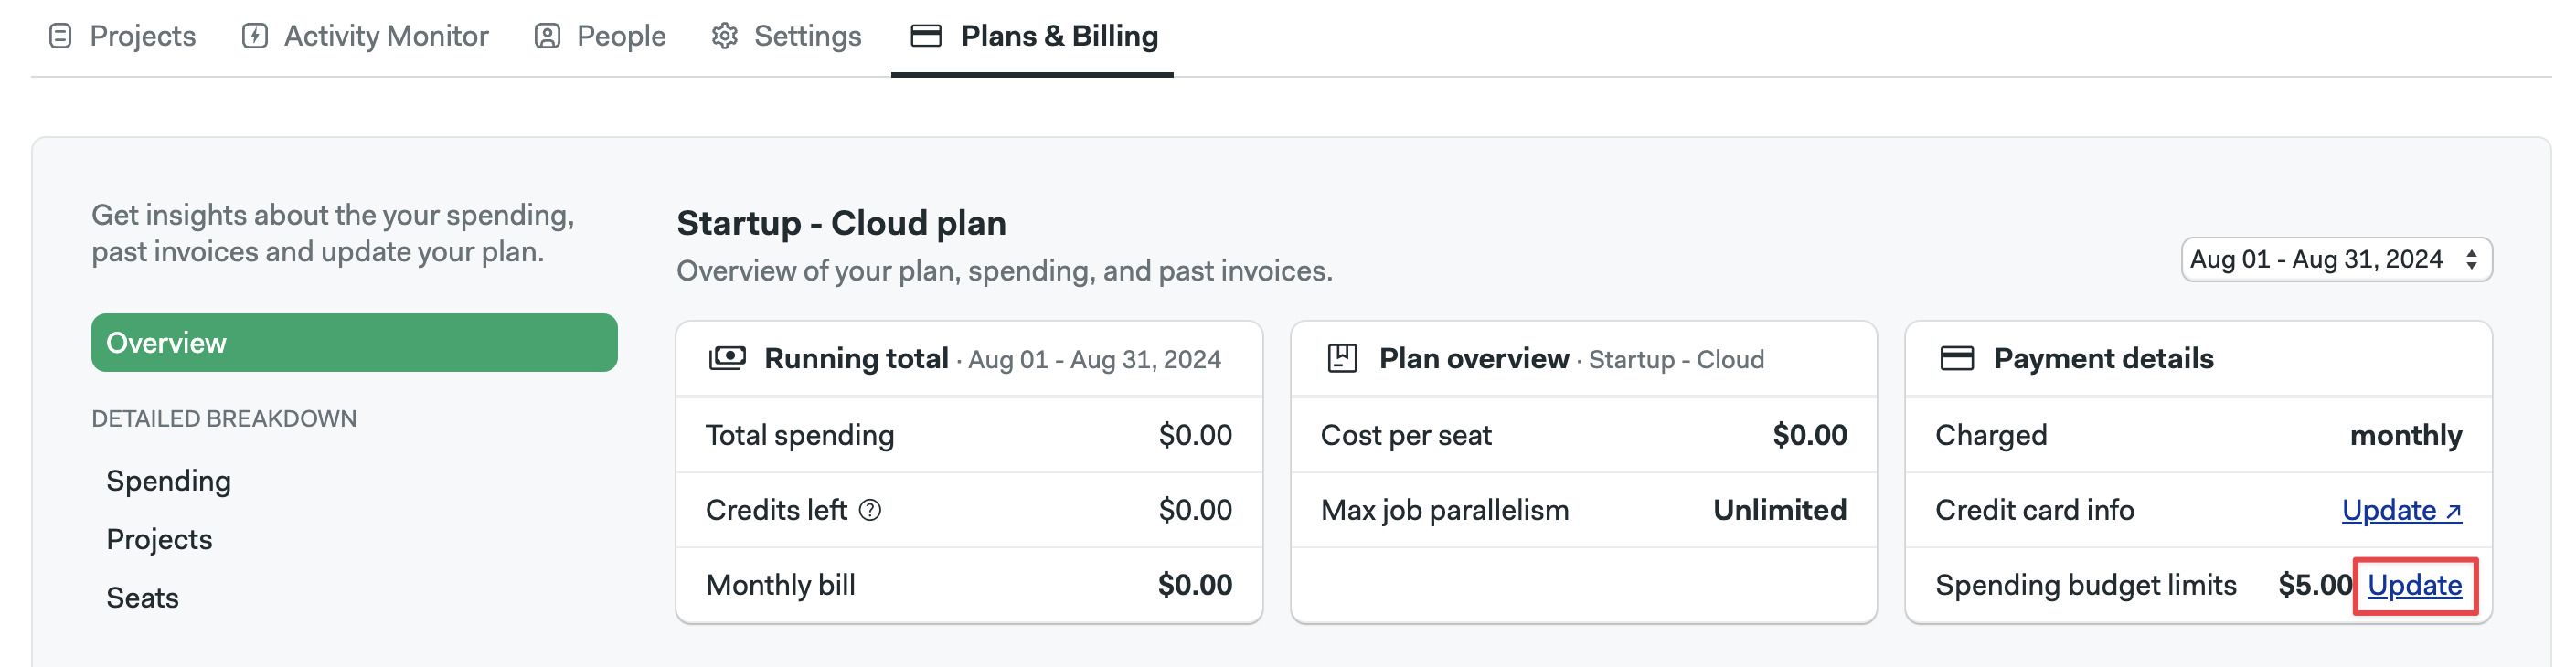 Projects Activity Monitor People Settings Plans & Billing
Get insights about the your spending,
past invoices and update your plan.
Overview
DETAILED BREAKDOWN
Spending
Projects
Seats
Startup - Cloud plan
Overview of your plan, spending, and past invoices.
Aug 01 - Aug 31, 2024
Running total · Aug 01 - Aug 31, 2024
Total spending $0.00
Credits left $0.00
Monthly bill $0.00
Plan overview · Startup - Cloud
Cost per seat $0.00
Max job parallelism Unlimited
Payment details
Charged monthly
Credit card info Update ↗
Spending budget limits $5.00 Update